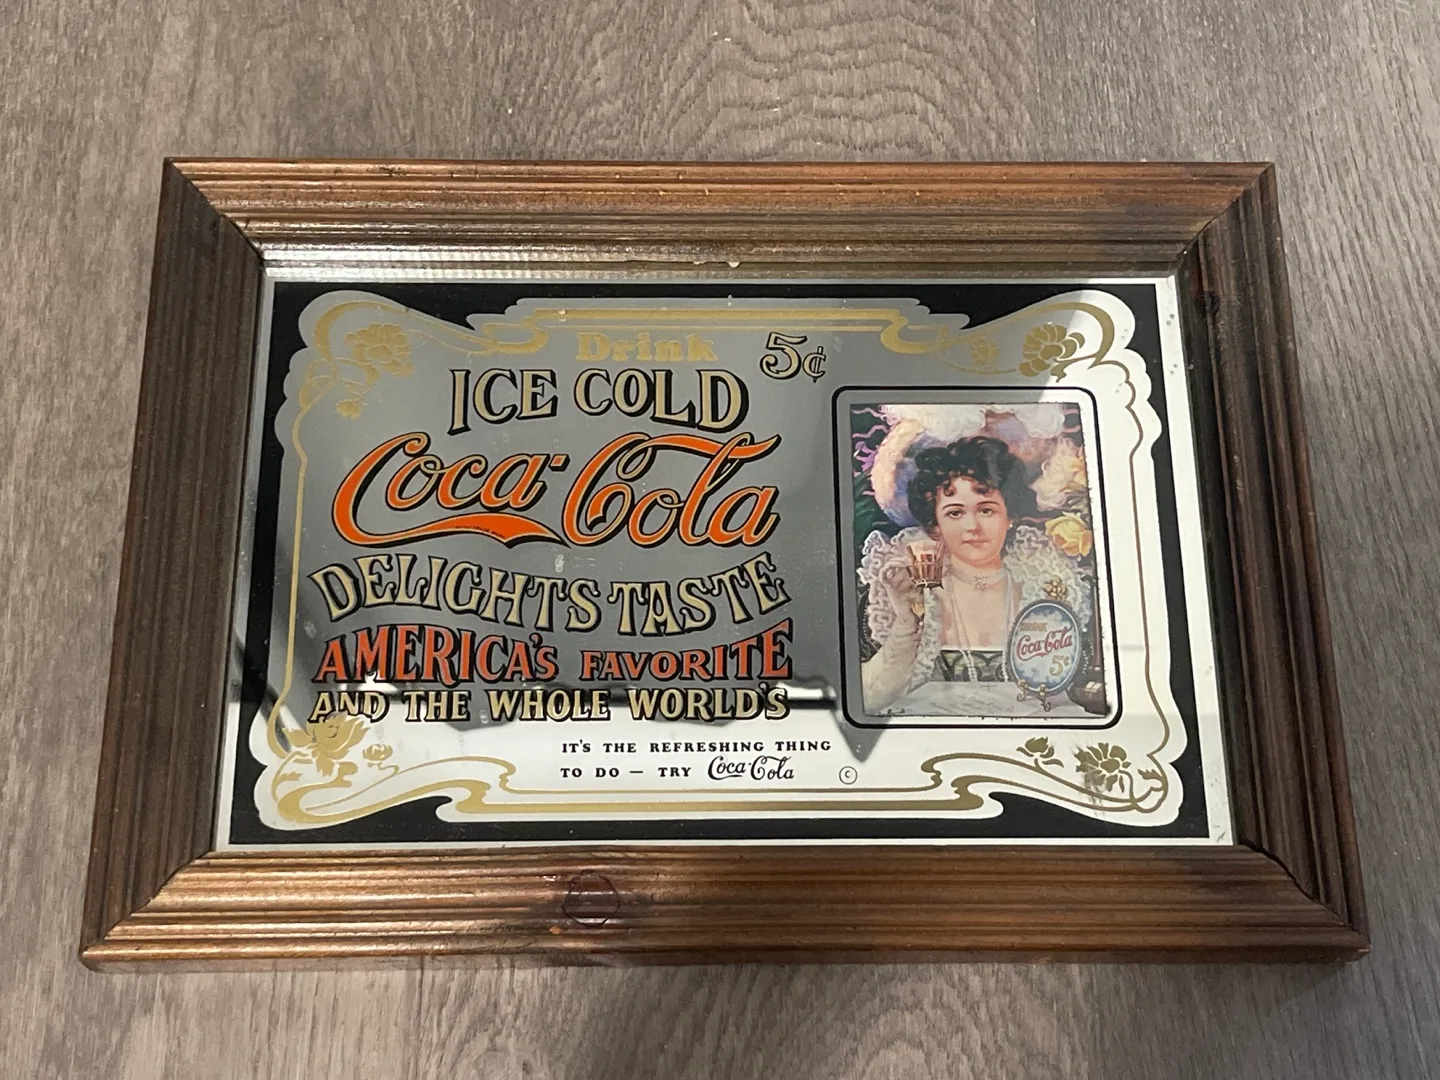 Drink 5¢
ICE COLD
Coca-Cola
DELIGHTS TASTE
AMERICA'S FAVORITE
AND THE WHOLE WORLD'S
IT'S THE REFRESHING THING
TO DO — TRY Coca-Cola ©
DRINK
Coca-Cola
5¢